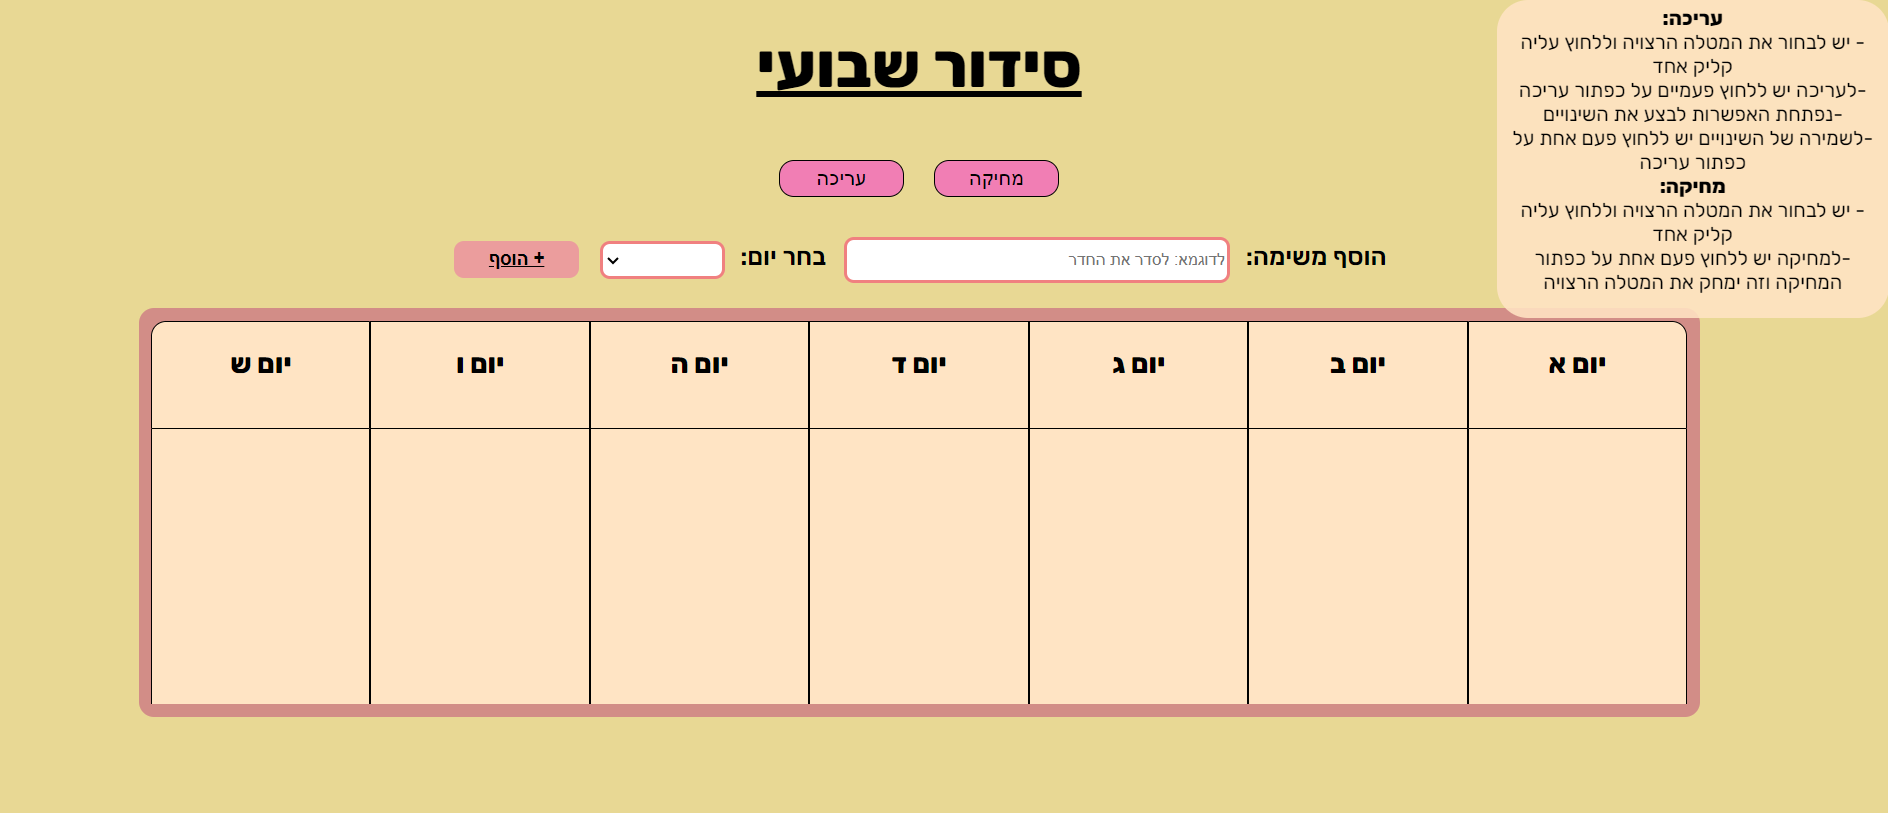 עריכה:
- יש לבחור את המטלה הרצויה וללחוץ עליה
קליק אחד
-לעריכה יש ללחוץ פעמיים על כפתור עריכה
-נפתחת האפשרות לבצע את השינויים
-לשמירה של השינויים יש ללחוץ פעם אחת על
כפתור עריכה
מחיקה:
- יש לבחור את המטלה הרצויה וללחוץ עליה
קליק אחד
-למחיקה יש ללחוץ פעם אחת על כפתור
המחיקה וזה ימחק את המטלה הרצויה
סידור שבועי
מחיקה עריכה
הוסף משימה: לדוגמא: לסדר את החדר בחר יום: + הוסף
יום א יום ב יום ג יום ד יום ה יום ו יום ש